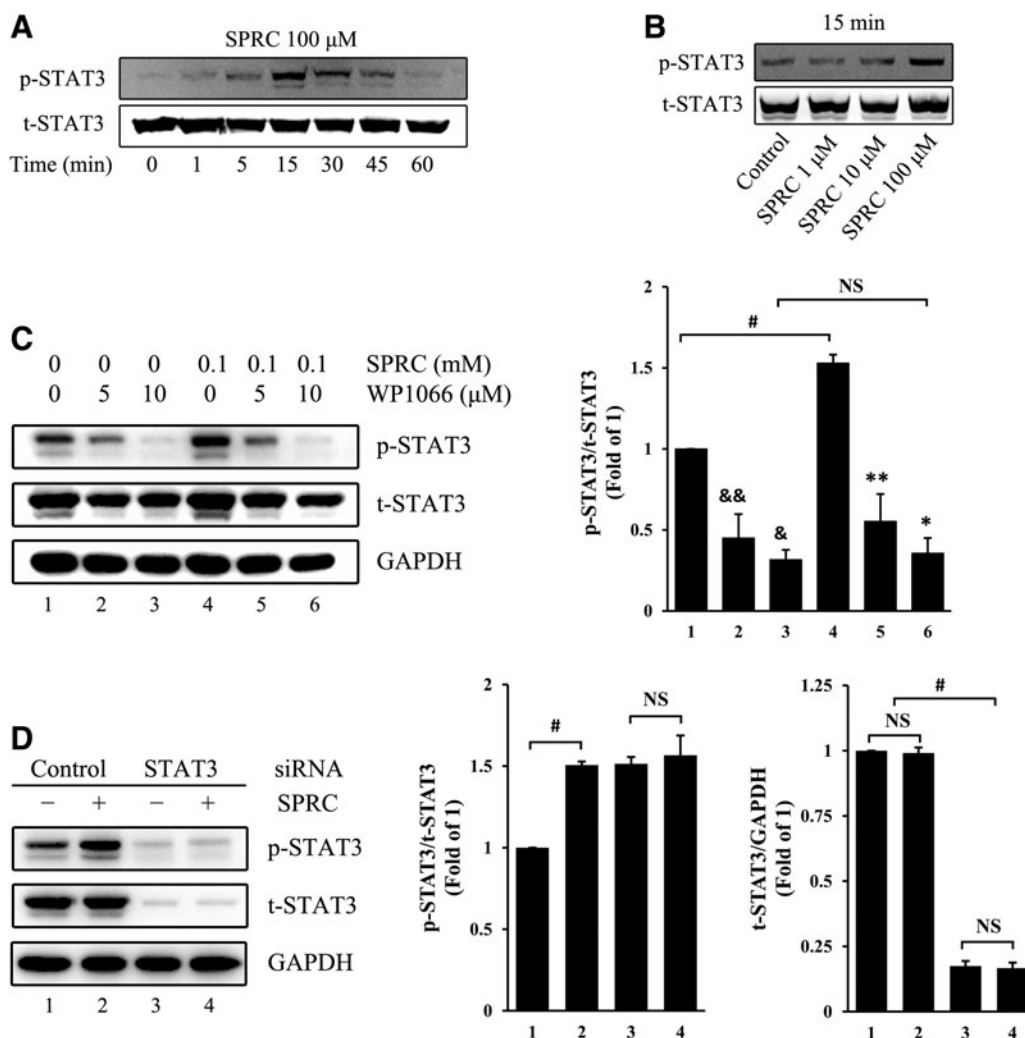 A
SPRC 100 μM
p-STAT3
t-STAT3
Time (min) 0 1 5 15 30 45 60
B
15 min
p-STAT3
t-STAT3
Control SPRC 1 μM SPRC 10 μM SPRC 100 μM
C
0 0 0 0.1 0.1 0.1 SPRC (mM)
0 5 10 0 5 10 WP1066 (μM)
p-STAT3
t-STAT3
GAPDH
1 2 3 4 5 6
p-STAT3/t-STAT3
(Fold of 1)
2
1.5
1
0.5
0
NS
#
&&
&
**
*
1 2 3 4 5 6
D
Control STAT3 siRNA
− + − + SPRC
p-STAT3
t-STAT3
GAPDH
1 2 3 4
p-STAT3/t-STAT3
(Fold of 1)
2
1.5
1
0.5
0
#
NS
1 2 3 4
t-STAT3/GAPDH
(Fold of 1)
1.25
1
0.75
0.5
0.25
0
#
NS
NS
1 2 3 4